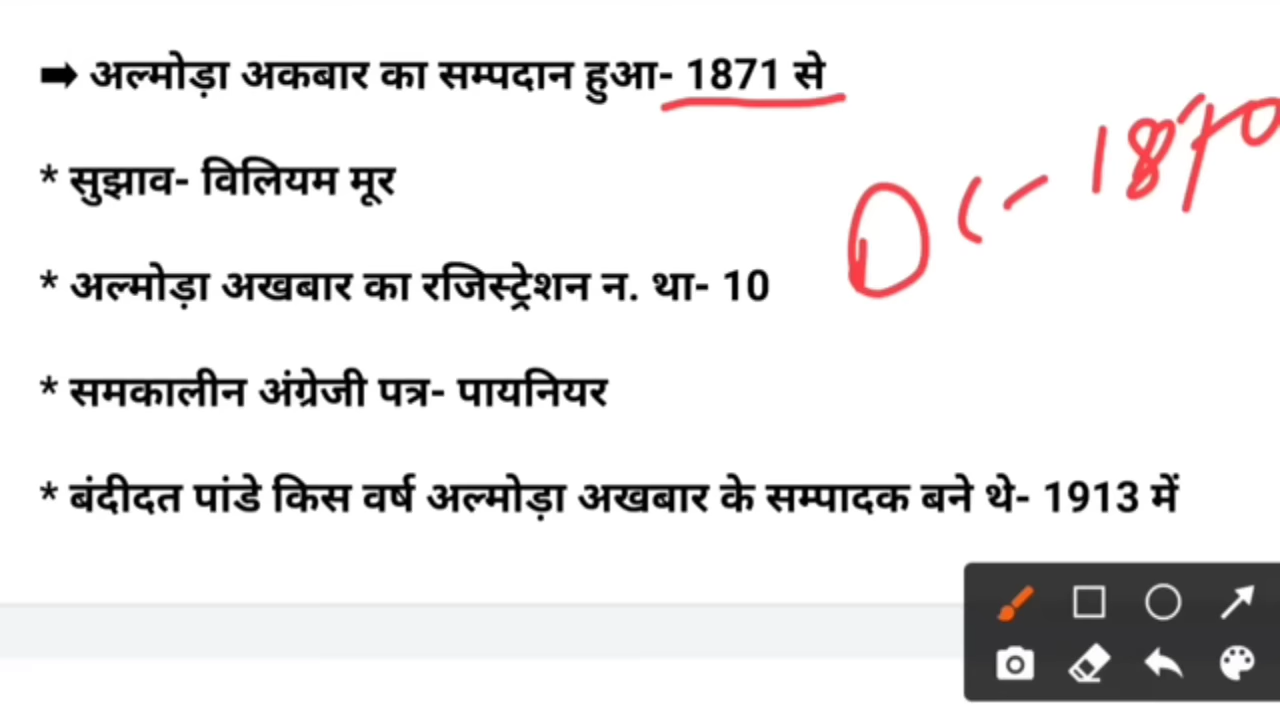 ➡ अल्मोड़ा अकबार का सम्पदान हुआ- 1871 से
D C - 1870
* सुझाव- विलियम मूर
* अल्मोड़ा अखबार का रजिस्ट्रेशन न. था- 10
* समकालीन अंग्रेजी पत्र- पायनियर
* बंदीदत पांडे किस वर्ष अल्मोड़ा अखबार के सम्पादक बने थे- 1913 में